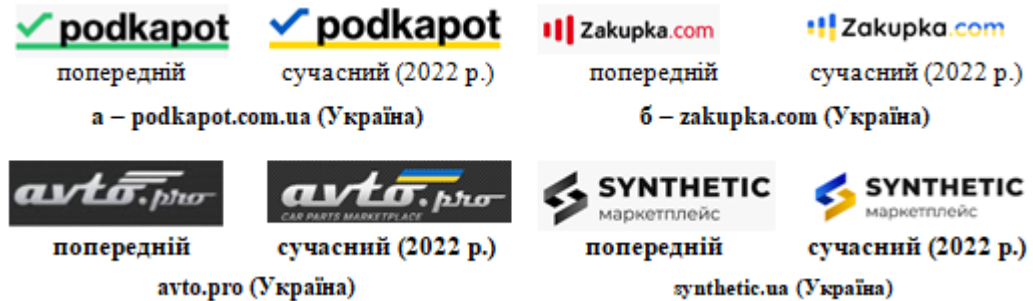 podkapot podkapot Zakupka.com Zakupka.com
попередній сучасний (2022 р.) попередній сучасний (2022 р.)
а – podkapot.com.ua (Україна) б – zakupka.com (Україна)
avto.pro avto.pro SYNTHETIC SYNTHETIC
CAR PARTS MARKETPLACE маркетплейс маркетплейс
попередній сучасний (2022 р.) попередній сучасний (2022 р.)
avto.pro (Україна) synthetic.ua (Україна)